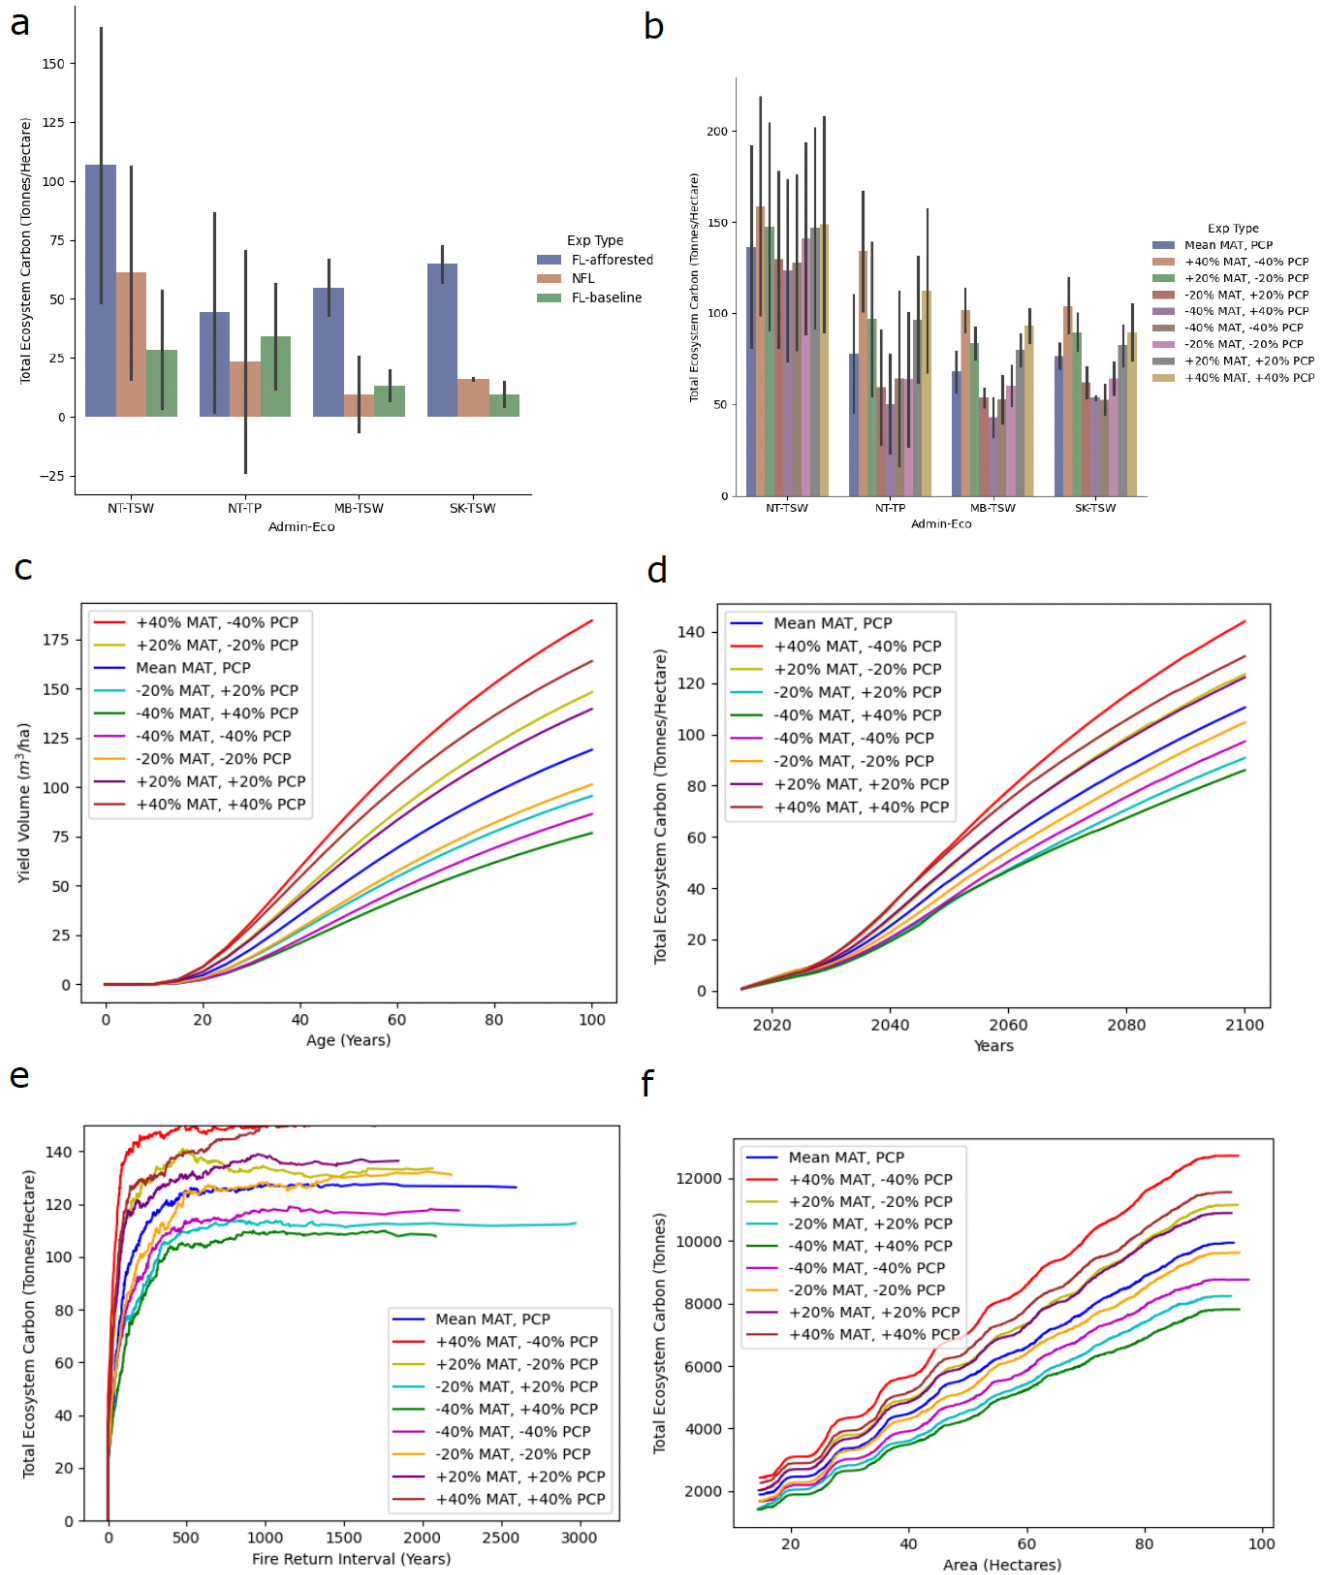 a
150
125
100
75
50
25
0
−25
Total Ecosystem Carbon (Tonnes/Hectare)
NT-TSW
NT-TP
MB-TSW
SK-TSW
Admin-Eco
Exp Type
FL-afforested
NFL
FL-baseline
b
200
150
100
50
0
Total Ecosystem Carbon (Tonnes/Hectare)
NT-TSW
NT-TP
MB-TSW
SK-TSW
Admin-Eco
Exp Type
Mean MAT, PCP
+40% MAT, -40% PCP
+20% MAT, -20% PCP
-20% MAT, +20% PCP
-40% MAT, +40% PCP
-40% MAT, -40% PCP
-20% MAT, -20% PCP
+20% MAT, +20% PCP
+40% MAT, +40% PCP
c
+40% MAT, -40% PCP
+20% MAT, -20% PCP
Mean MAT, PCP
-20% MAT, +20% PCP
-40% MAT, +40% PCP
-40% MAT, -40% PCP
-20% MAT, -20% PCP
+20% MAT, +20% PCP
+40% MAT, +40% PCP
175
150
125
100
75
50
25
0
Yield Volume (m³/ha)
0
20
40
60
80
100
Age (Years)
d
Mean MAT, PCP
+40% MAT, -40% PCP
+20% MAT, -20% PCP
-20% MAT, +20% PCP
-40% MAT, +40% PCP
-40% MAT, -40% PCP
-20% MAT, -20% PCP
+20% MAT, +20% PCP
+40% MAT, +40% PCP
140
120
100
80
60
40
20
0
Total Ecosystem Carbon (Tonnes/Hectare)
2020
2040
2060
2080
2100
Years
e
140
120
100
80
60
40
20
0
Total Ecosystem Carbon (Tonnes/Hectare)
Mean MAT, PCP
+40% MAT, -40% PCP
+20% MAT, -20% PCP
-20% MAT, +20% PCP
-40% MAT, +40% PCP
-40% MAT, -40% PCP
-20% MAT, -20% PCP
+20% MAT, +20% PCP
+40% MAT, +40% PCP
0
500
1000
1500
2000
2500
3000
Fire Return Interval (Years)
f
Mean MAT, PCP
+40% MAT, -40% PCP
+20% MAT, -20% PCP
-20% MAT, +20% PCP
-40% MAT, +40% PCP
-40% MAT, -40% PCP
-20% MAT, -20% PCP
+20% MAT, +20% PCP
+40% MAT, +40% PCP
12000
10000
8000
6000
4000
2000
Total Ecosystem Carbon (Tonnes)
20
40
60
80
100
Area (Hectares)